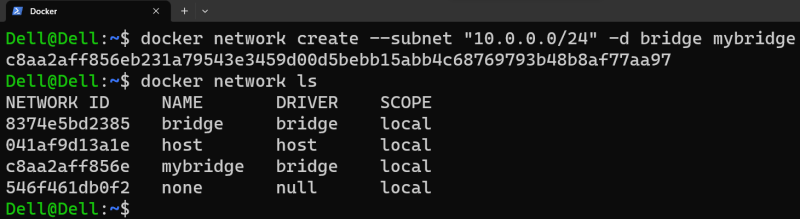 Docker
Dell@Dell:~$ docker network create --subnet "10.0.0.0/24" -d bridge mybridge
c8aa2aff856eb231a79543e3459d00d5bebb15abb4c68769793b48b8af77aa97
Dell@Dell:~$ docker network ls
NETWORK ID     NAME       DRIVER    SCOPE
8374e5bd2385   bridge     bridge    local
041af9d13a1e   host       host      local
c8aa2aff856e   mybridge   bridge    local
546f461db0f2   none       null      local
Dell@Dell:~$